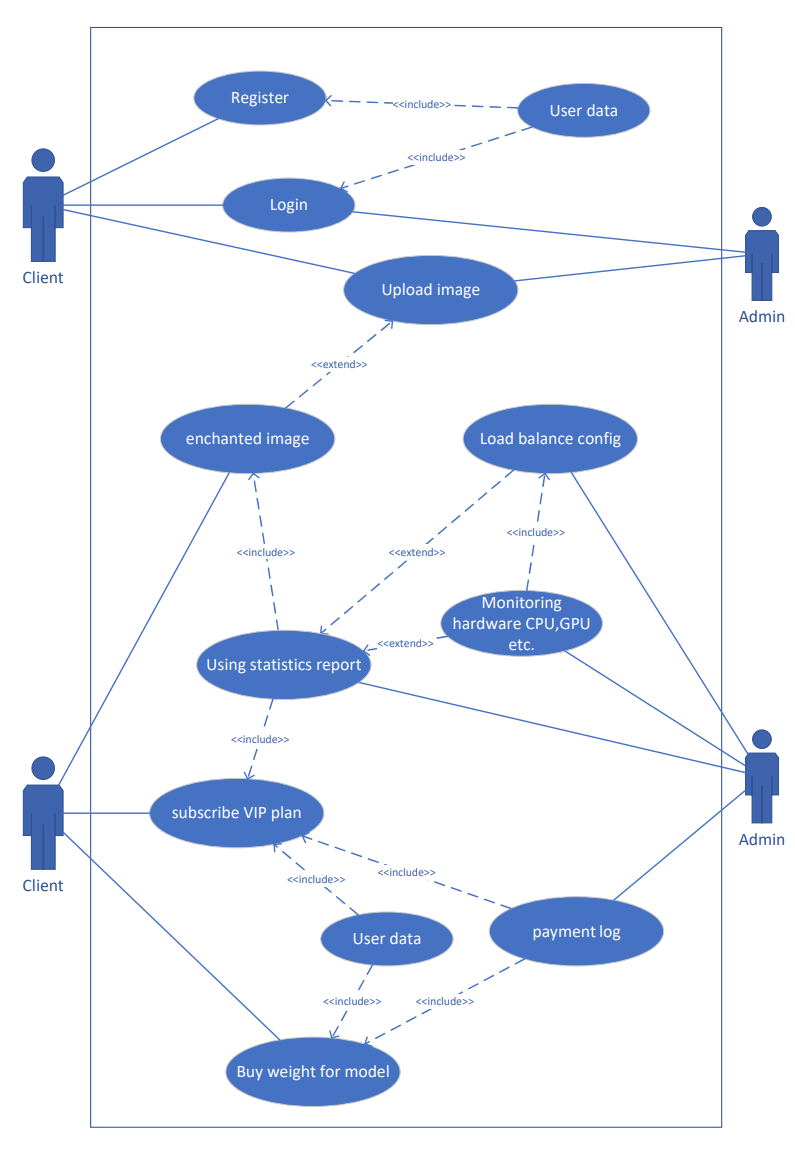 Register
<<include>>
User data
<<include>>
Login
Client
Upload image
Admin
<<extend>>
enchanted image
Load balance config
<<include>>
<<extend>>
<<include>>
Monitoring
hardware CPU,GPU
etc.
<<extend>>
Using statistics report
<<include>>
subscribe VIP plan
Admin
Client
<<include>>
<<include>>
User data
payment log
<<include>>
<<include>>
Buy weight for model